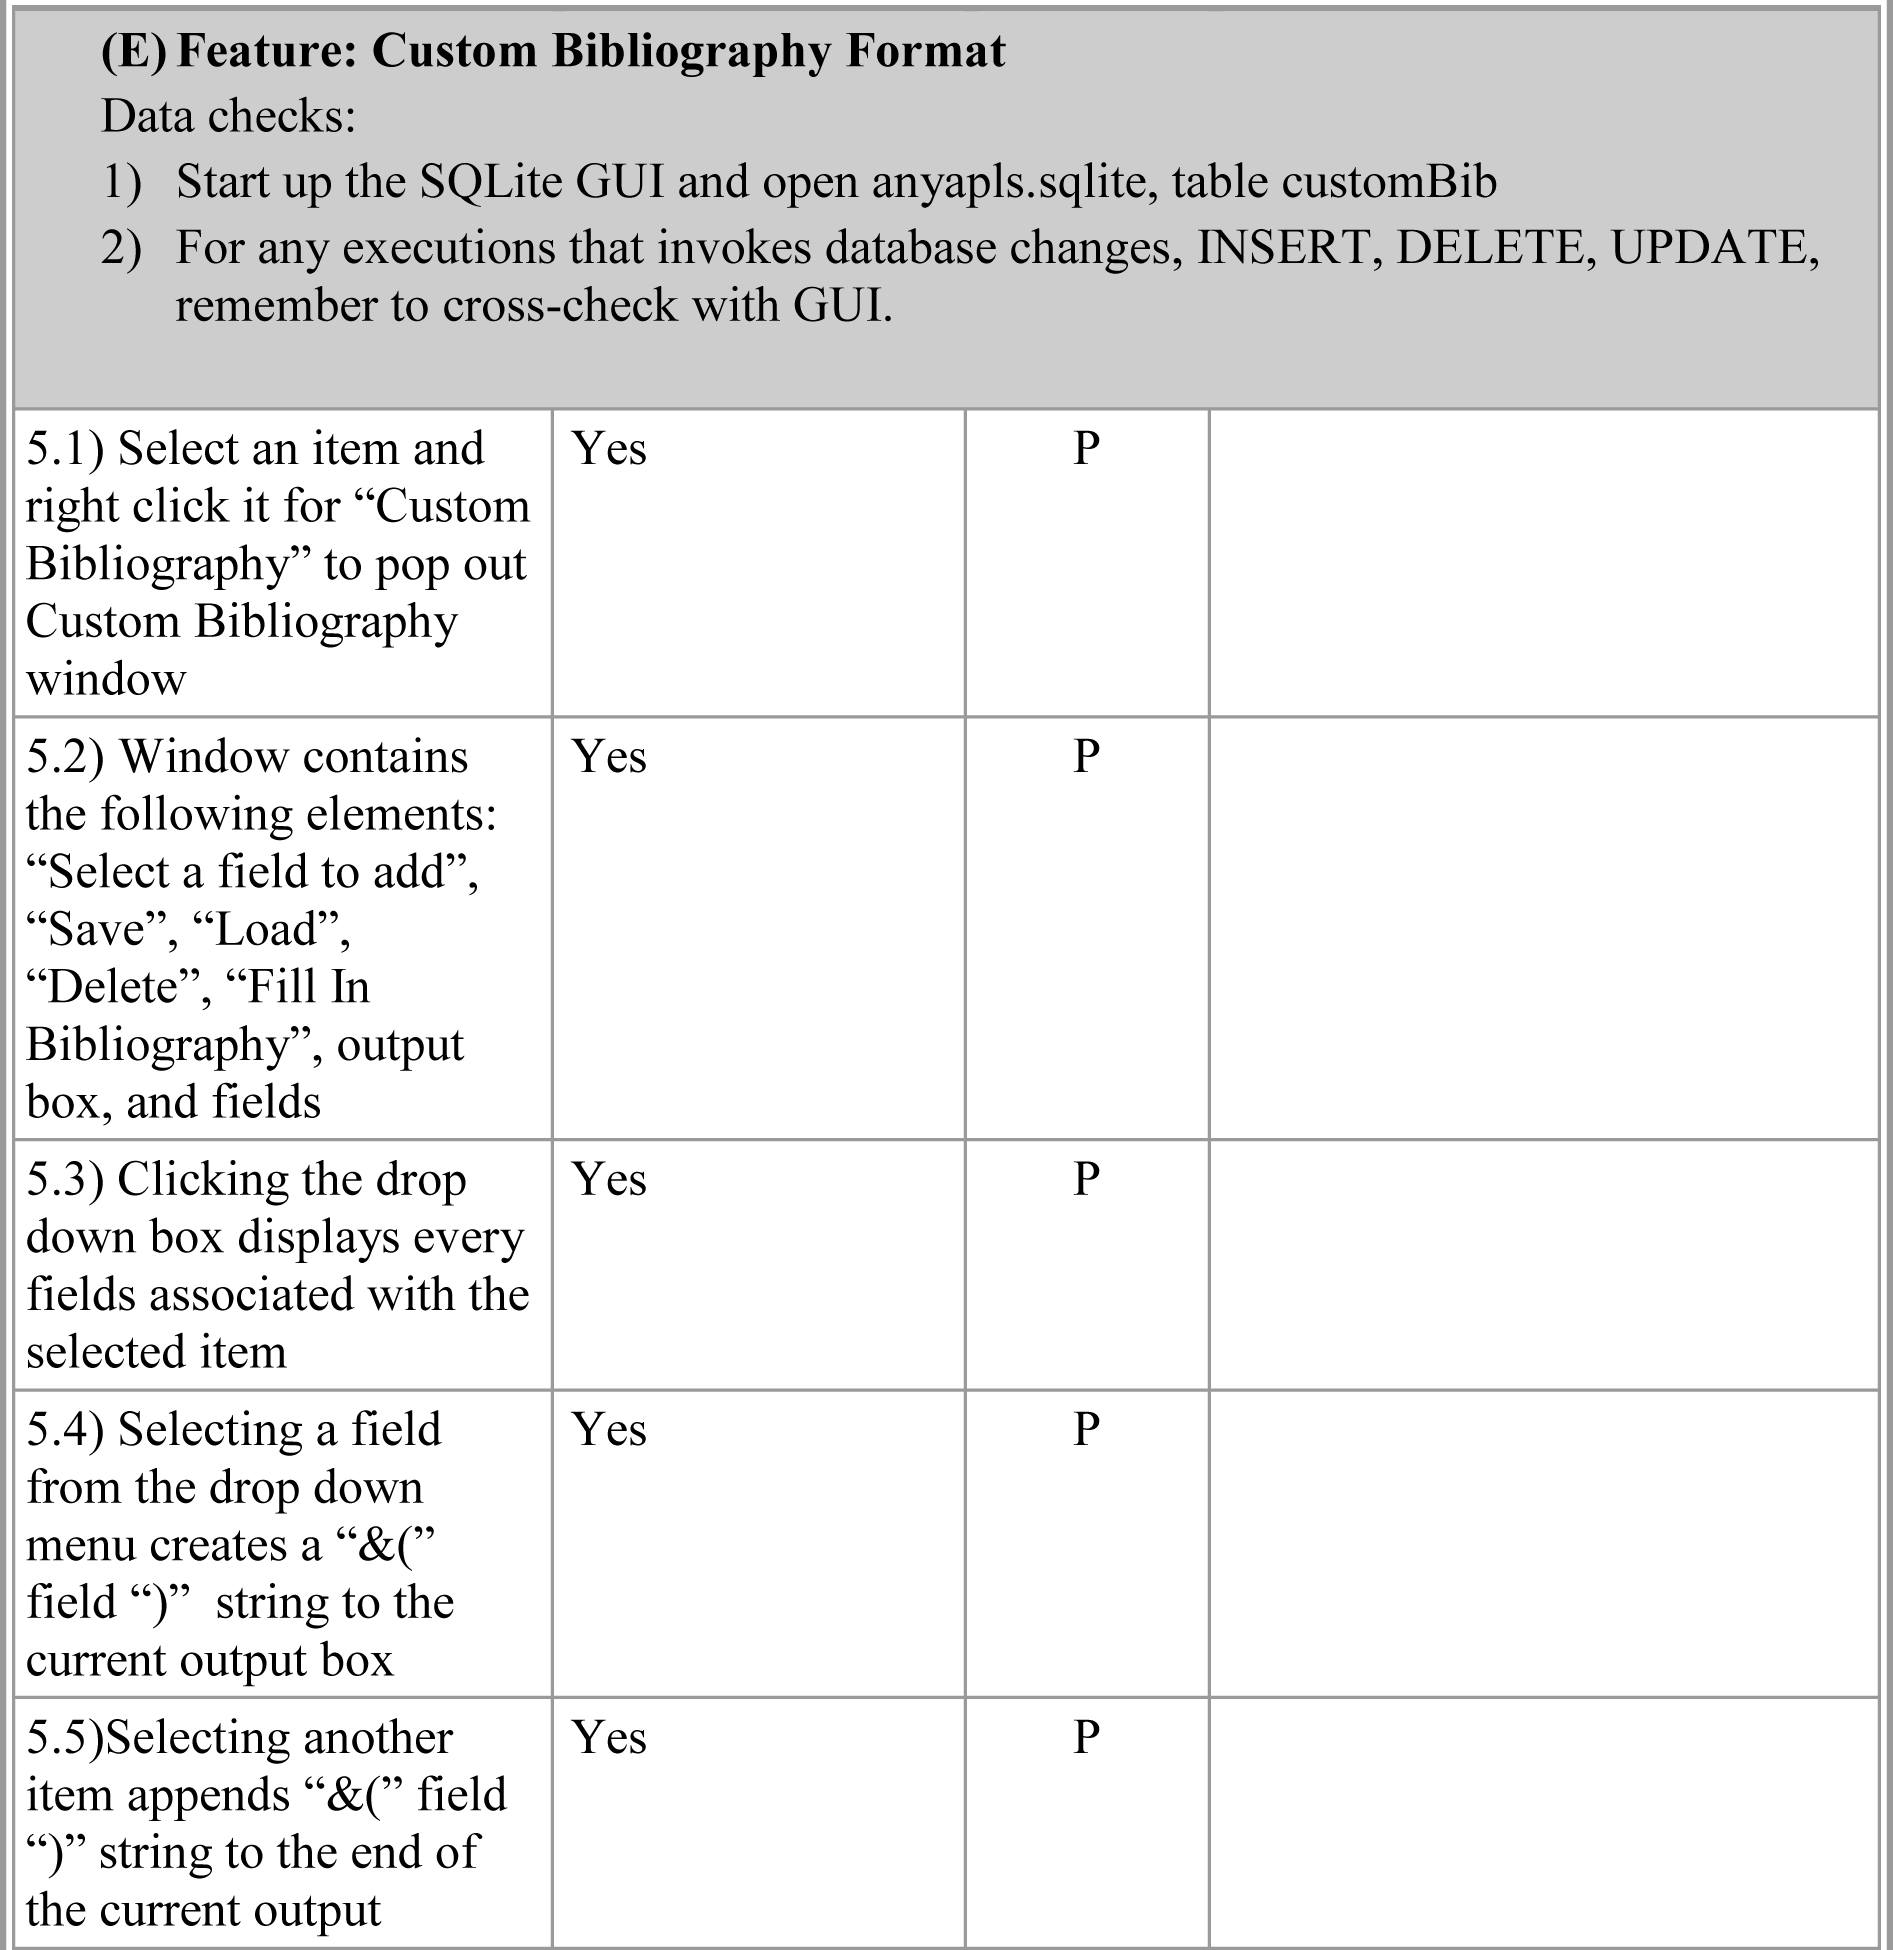 (E) Feature: Custom Bibliography Format
Data checks:
1) Start up the SQLite GUI and open anyapls.sqlite, table customBib
2) For any executions that invokes database changes, INSERT, DELETE, UPDATE,
remember to cross-check with GUI.
5.1) Select an item and
right click it for “Custom
Bibliography” to pop out
Custom Bibliography
window
Yes
P
5.2) Window contains
the following elements:
“Select a field to add”,
“Save”, “Load”,
“Delete”, “Fill In
Bibliography”, output
box, and fields
Yes
P
5.3) Clicking the drop
down box displays every
fields associated with the
selected item
Yes
P
5.4) Selecting a field
from the drop down
menu creates a “&(”
field “)”  string to the
current output box
Yes
P
5.5)Selecting another
item appends “&(” field
“)” string to the end of
the current output
Yes
P